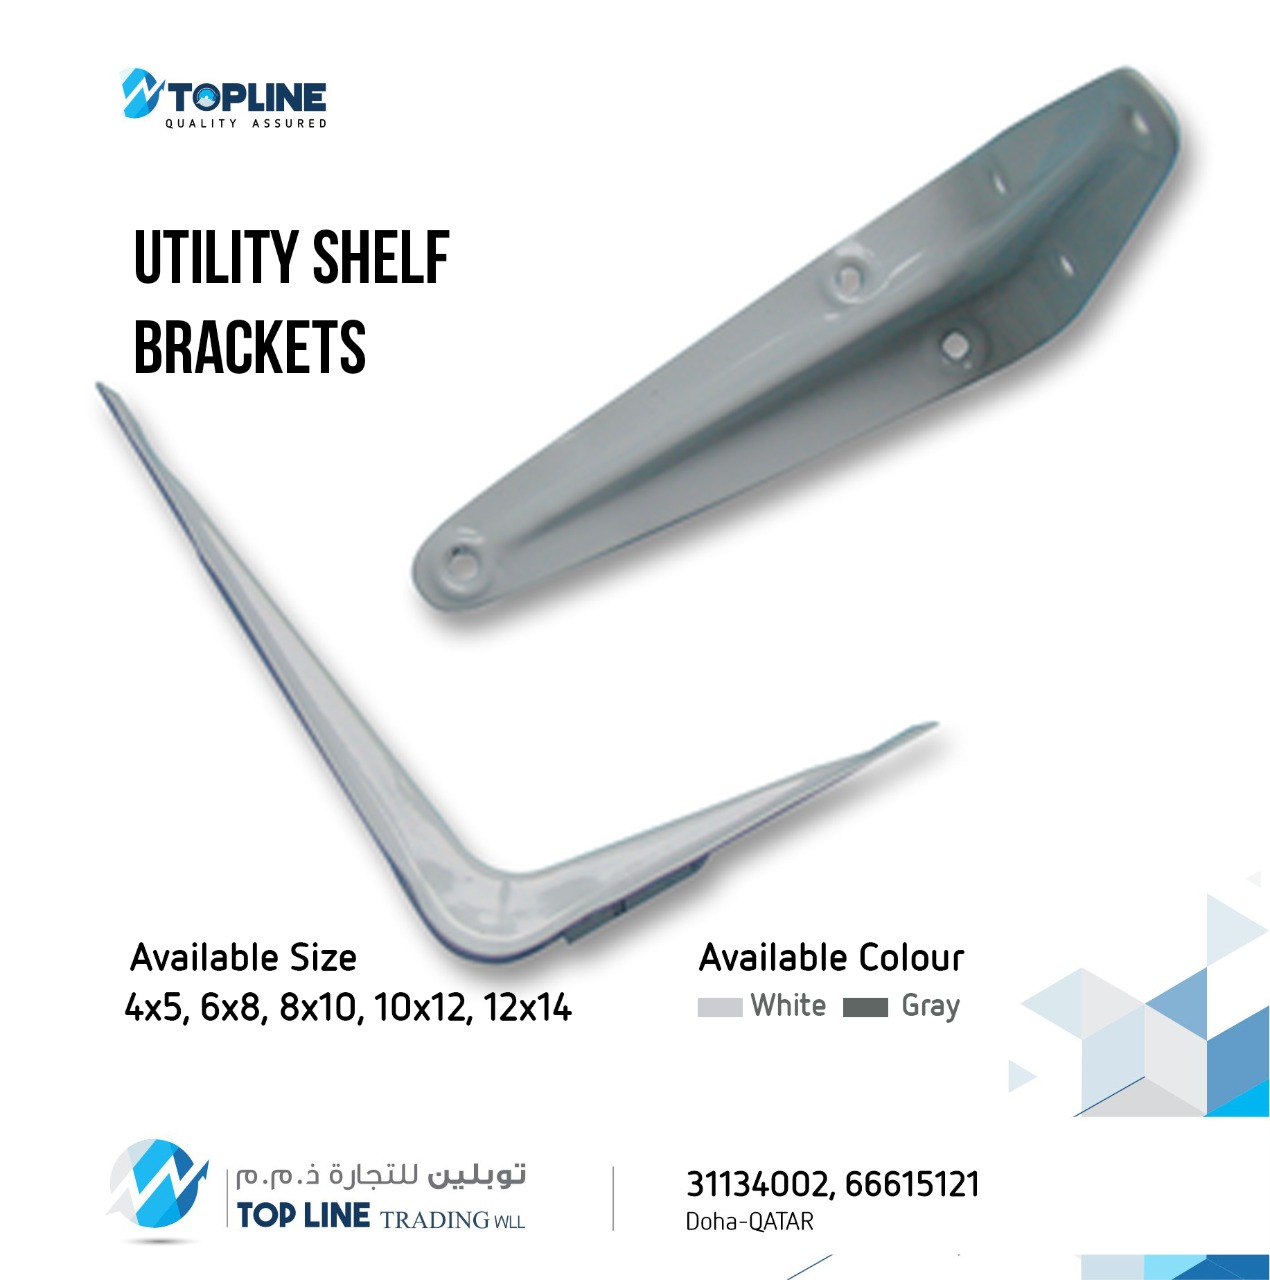 TOPLINE
QUALITY ASSURED
UTILITY SHELF
BRACKETS
Available Size
4x5, 6x8, 8x10, 10x12, 12x14
Available Colour
White Gray
توبلين للتجارة ذ.م.م
TOP LINE TRADING WLL
31134002, 66615121
Doha-QATAR